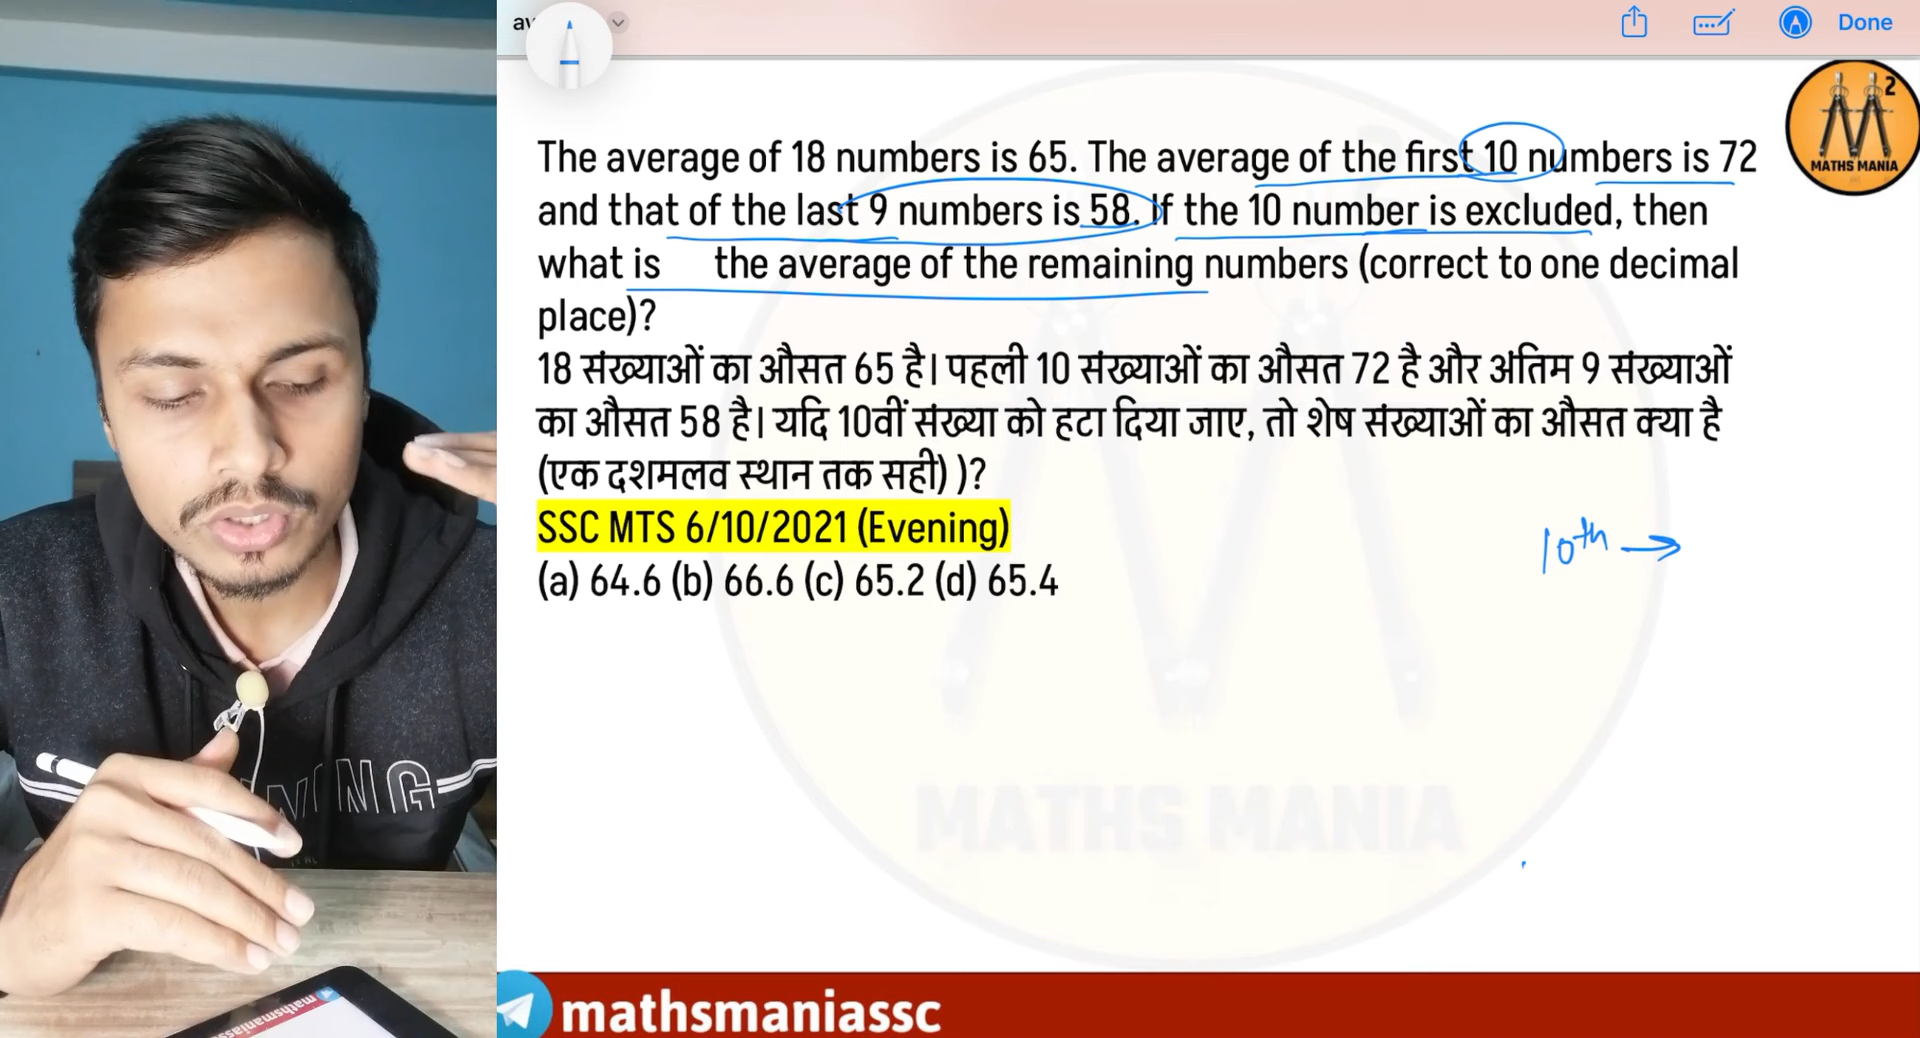 Done
2
MATHS MANIA
The average of 18 numbers is 65. The average of the first 10 numbers is 72
and that of the last 9 numbers is 58. If the 10 number is excluded, then
what is the average of the remaining numbers (correct to one decimal
place)?
18 संख्याओं का औसत 65 है। पहली 10 संख्याओं का औसत 72 है और अंतिम 9 संख्याओं
का औसत 58 है। यदि 10वीं संख्या को हटा दिया जाए, तो शेष संख्याओं का औसत क्या है
(एक दशमलव स्थान तक सही) )?
SSC MTS 6/10/2021 (Evening)
10th →
(a) 64.6 (b) 66.6 (c) 65.2 (d) 65.4
MATHS MANIA
mathsmaniassc